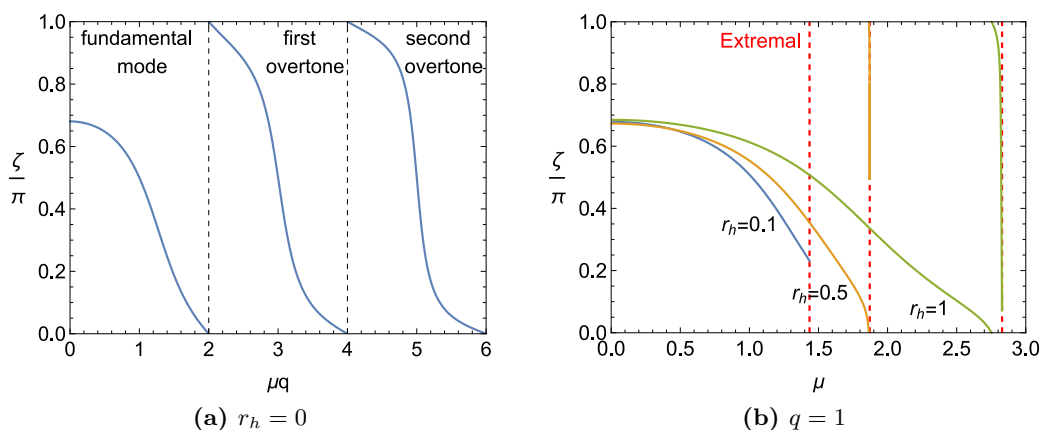 fundamental mode
first overtone
second overtone
1.0
0.8
0.6
0.4
0.2
0.0
ζ/π
0 1 2 3 4 5 6
μq
(a) r_h = 0
Extremal
1.0
0.8
0.6
0.4
0.2
0.0
ζ/π
r_h=0.1
r_h=0.5
r_h=1
0.0 0.5 1.0 1.5 2.0 2.5 3.0
μ
(b) q = 1